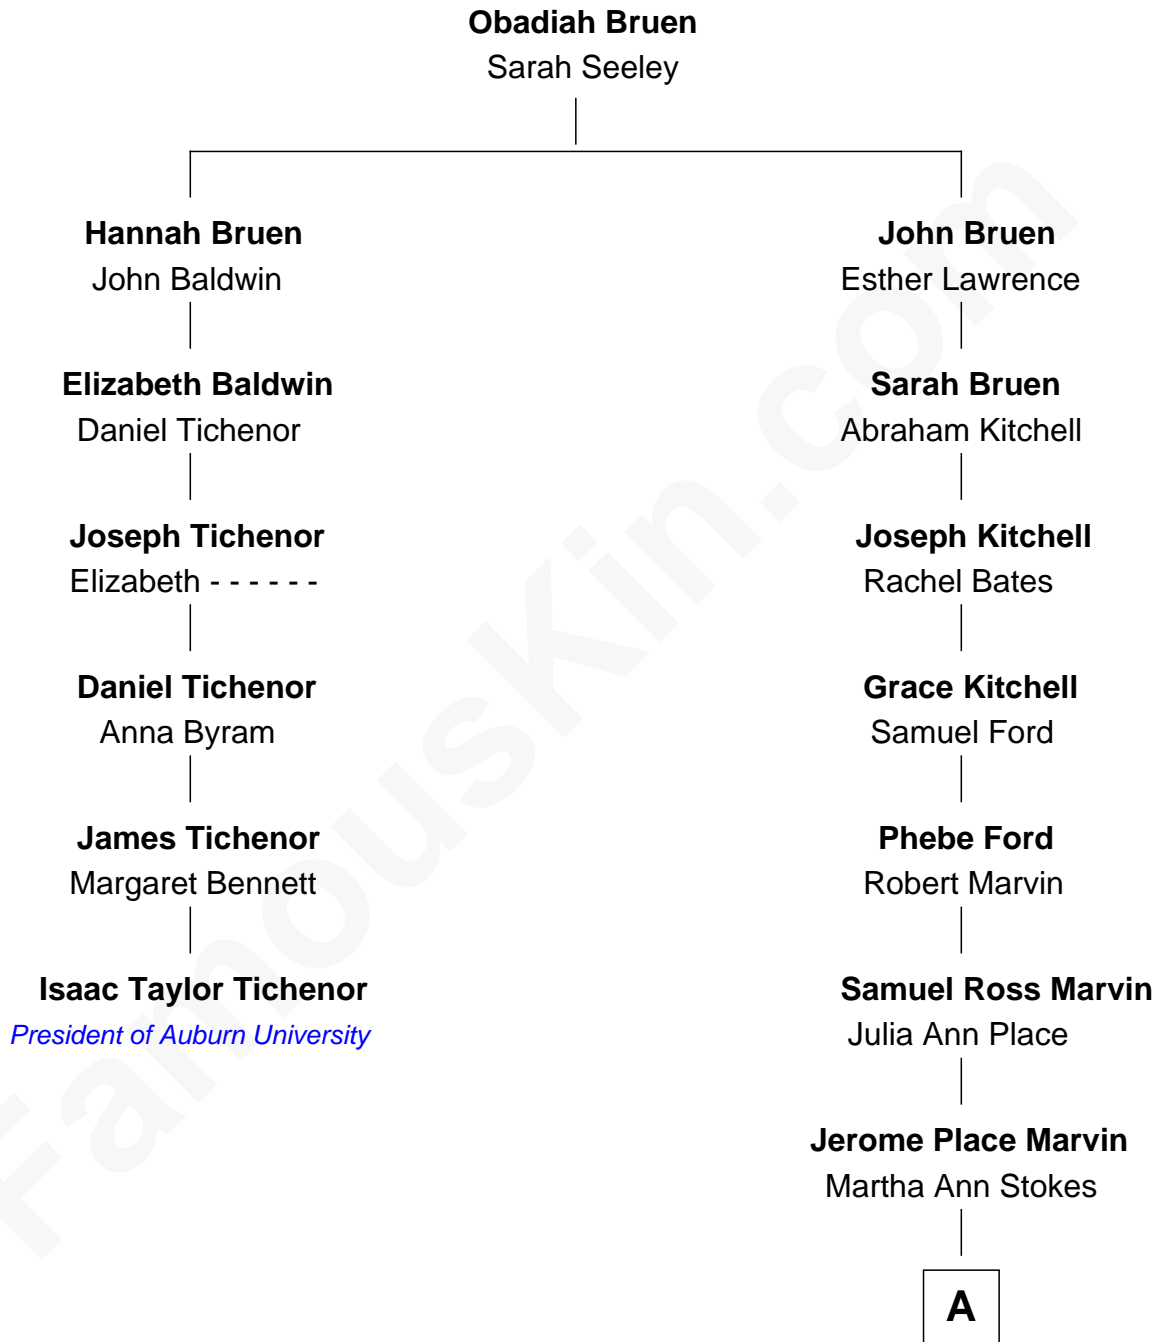 Obadiah Bruen
Sarah Seeley
Hannah Bruen
John Baldwin
Elizabeth Baldwin
Daniel Tichenor
Joseph Tichenor
Elizabeth - - - - - -
Daniel Tichenor
Anna Byram
James Tichenor
Margaret Bennett
Isaac Taylor Tichenor
President of Auburn University
John Bruen
Esther Lawrence
Sarah Bruen
Abraham Kitchell
Joseph Kitchell
Rachel Bates
Grace Kitchell
Samuel Ford
Phebe Ford
Robert Marvin
Samuel Ross Marvin
Julia Ann Place
Jerome Place Marvin
Martha Ann Stokes
A
FamousKin.com